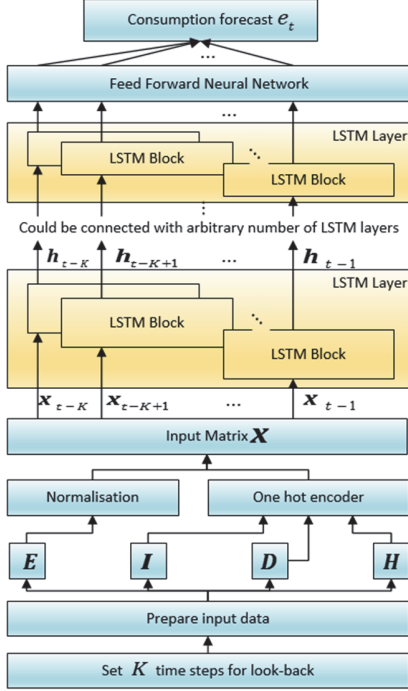 Consumption forecast e_t
...
Feed Forward Neural Network
...
LSTM Layer
LSTM Block
LSTM Block
Could be connected with arbitrary number of LSTM layers
h_{t-K} h_{t-K+1} ... h_{t-1}
LSTM Layer
LSTM Block
LSTM Block
x_{t-K} x_{t-K+1} ... x_{t-1}
Input Matrix X
Normalisation One hot encoder
E I D H
Prepare input data
Set K time steps for look-back